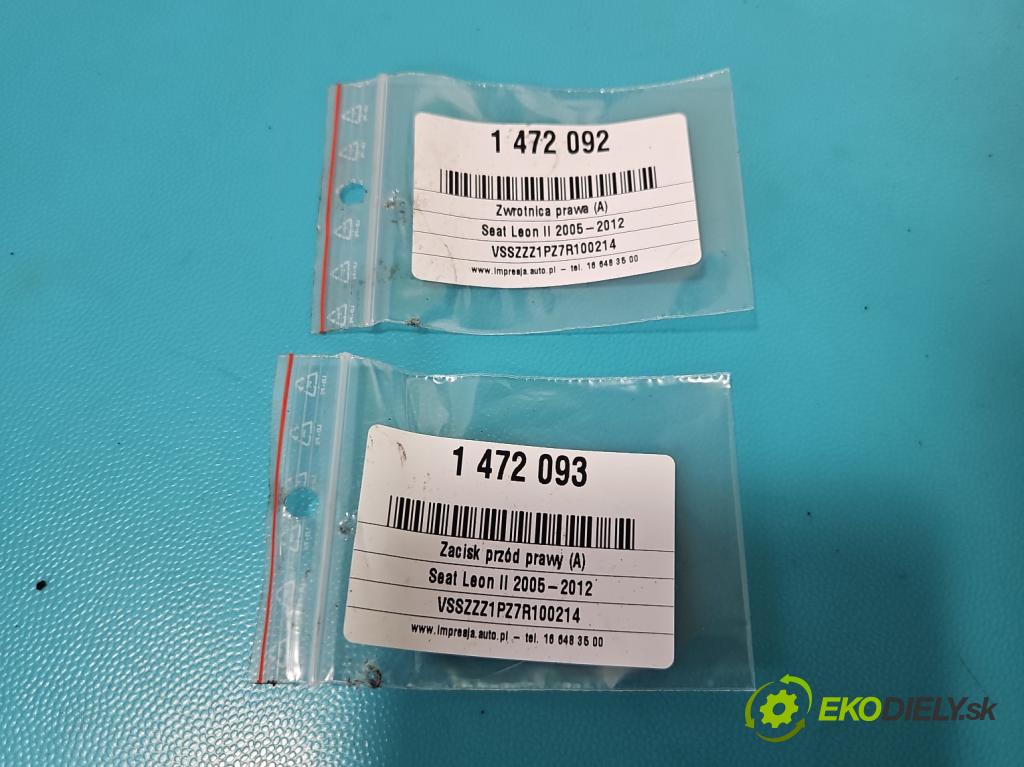 1 472 092
Zwrotnica prawa (A)
Seat Leon II 2005-2012
VSSZZZ1PZ7R100214
www.impresja.auto.pl - tel. 16 648 35 00
1 472 093
Zacisk przód prawy (A)
Seat Leon II 2005-2012
VSSZZZ1PZ7R100214
www.impresja.auto.pl - tel. 16 648 35 00
EKODIELY.sk